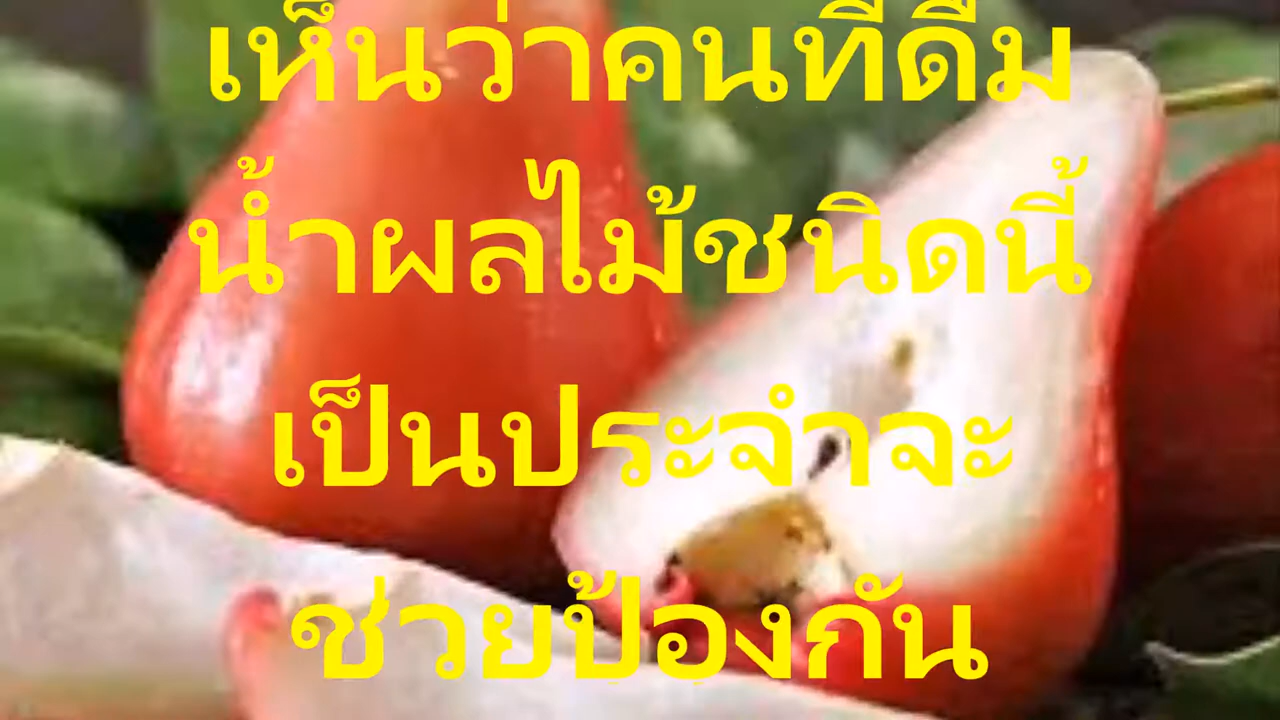 เห็นว่าคนที่ดื่ม
น้ำผลไม้ชนิดนี้
เป็นประจำจะ
ช่วยป้องกัน